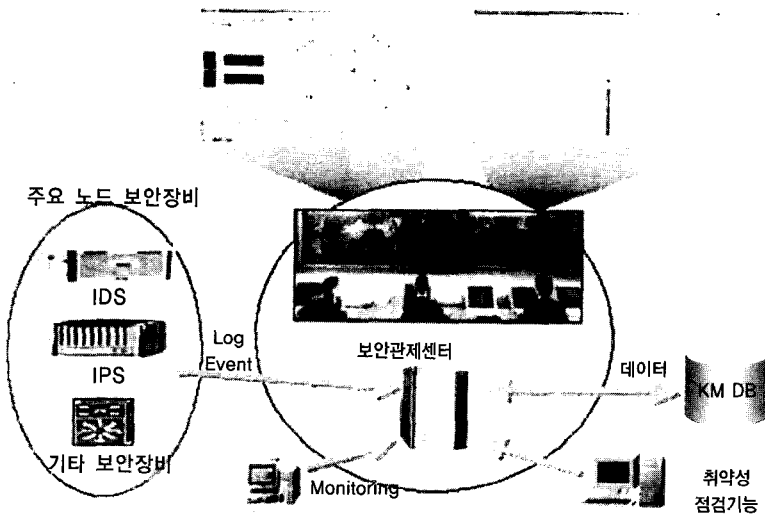 주요 노드 보안장비
IDS
IPS
기타 보안장비
Log
Event
보안관제센터
Monitoring
데이터
KM DB
취약성
점검기능